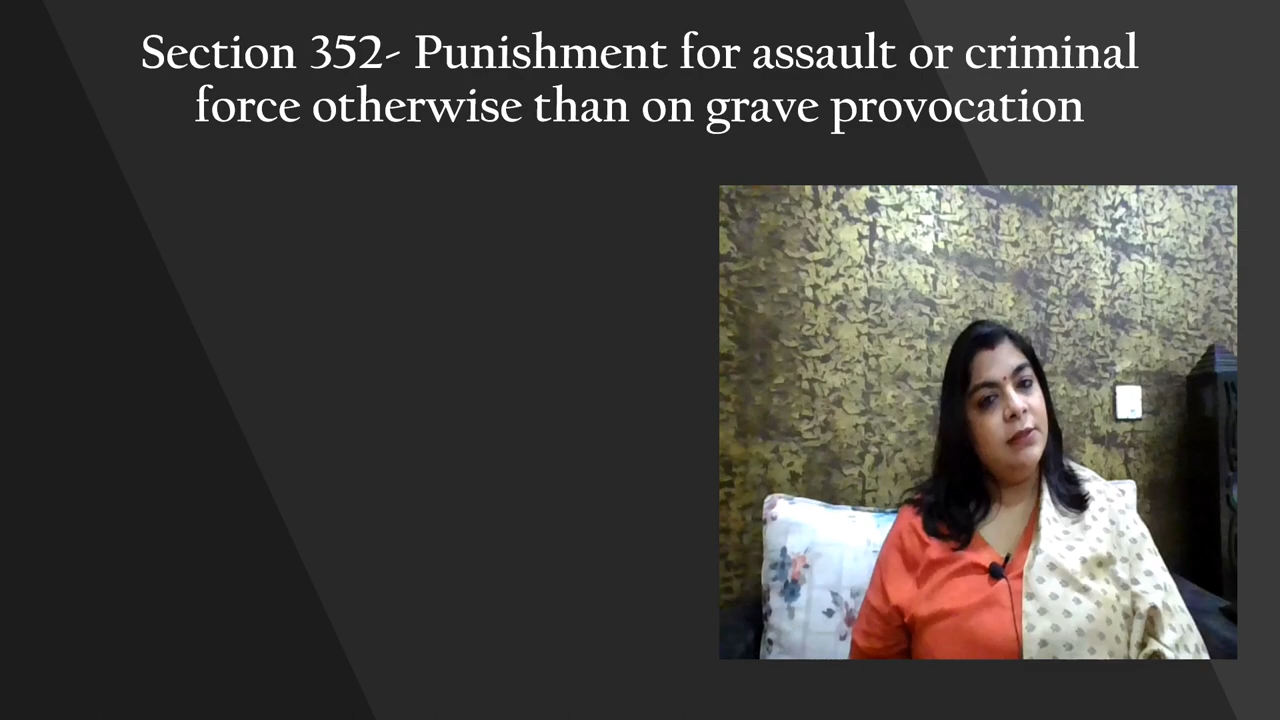 Section 352- Punishment for assault or criminal
force otherwise than on grave provocation